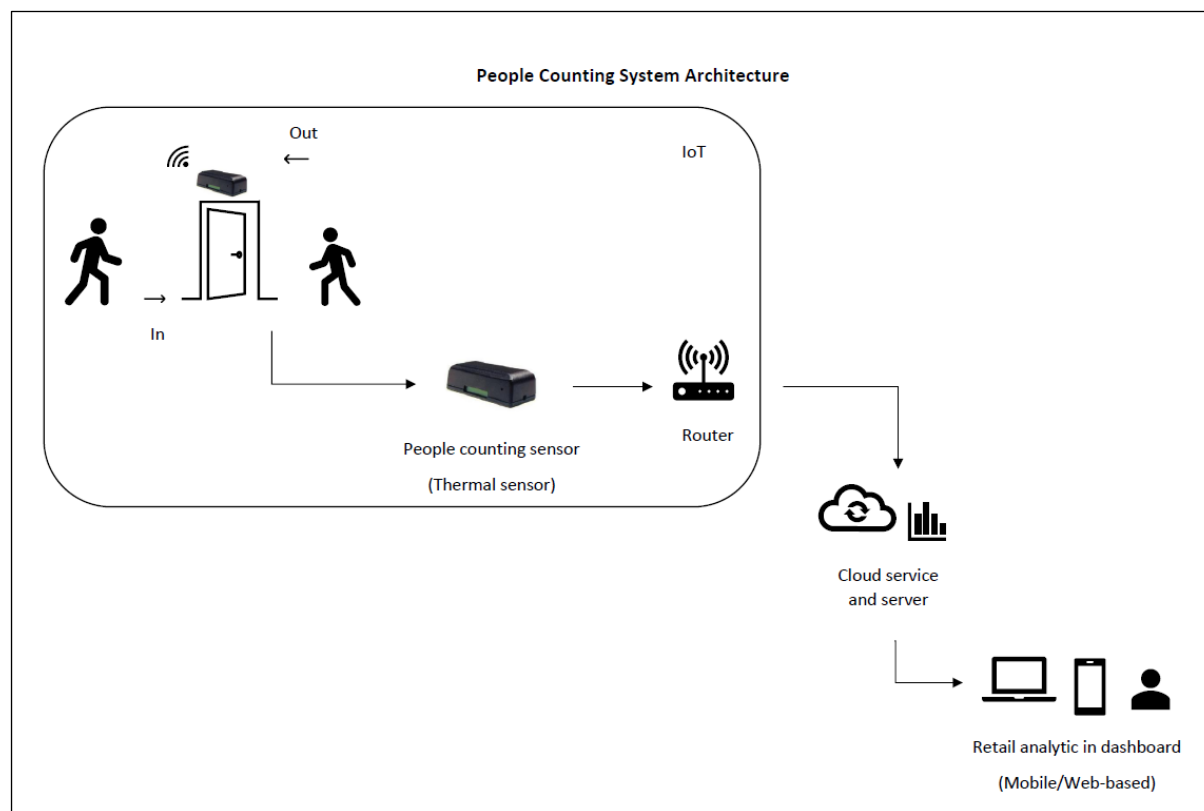 People Counting System Architecture
Out
IoT
In
Router
People counting sensor
(Thermal sensor)
Cloud service
and server
Retail analytic in dashboard
(Mobile/Web-based)